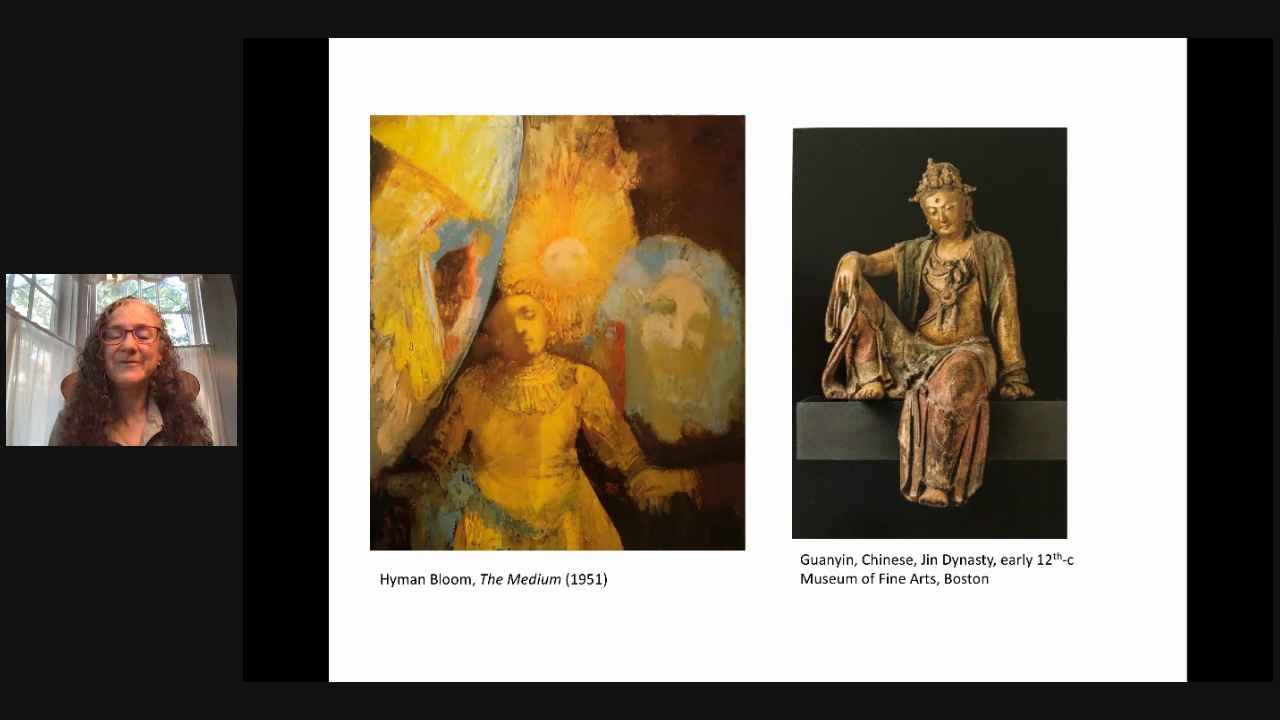 Hyman Bloom, The Medium (1951)
Guanyin, Chinese, Jin Dynasty, early 12th-c
Museum of Fine Arts, Boston